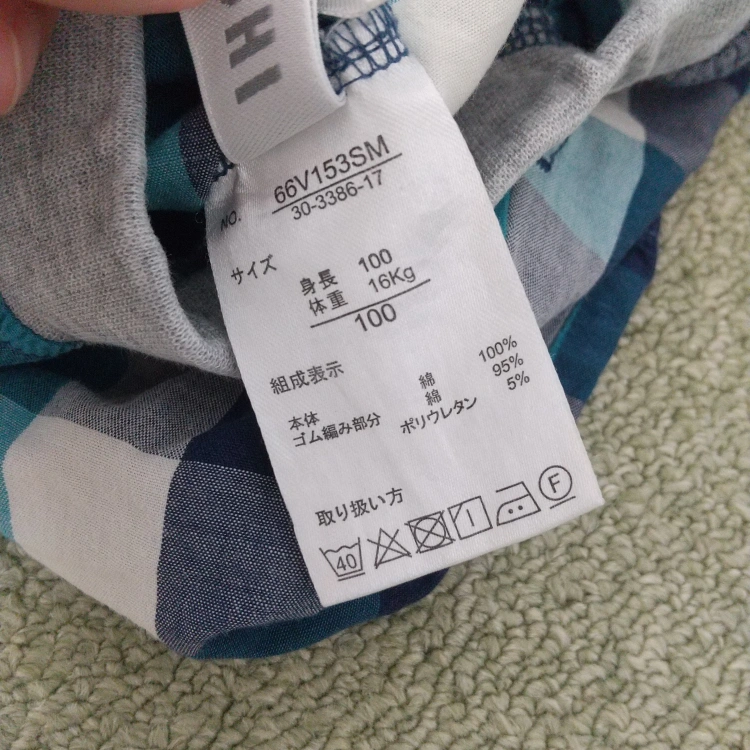 IH
NO. 66V153SM
30-3386-17
サイズ 身長 100
体重 16Kg
100
組成表示
本体 綿 100%
ゴム編み部分 綿 95%
ポリウレタン 5%
取り扱い方
40 F